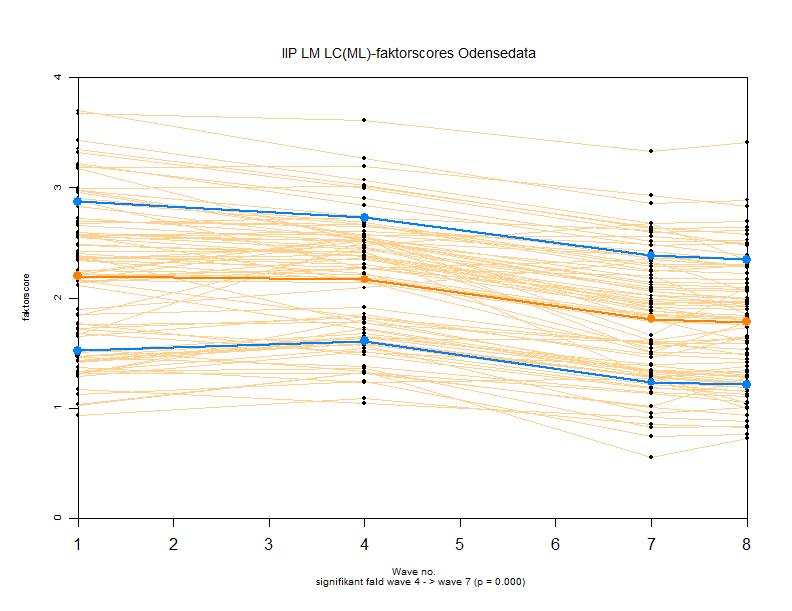 IIP LM LC(ML)-faktorscores Odensedata
4
3
2
1
0
faktorscore
1 2 3 4 5 6 7 8
Wave no.
signifikant fald wave 4 - > wave 7 (p = 0.000)